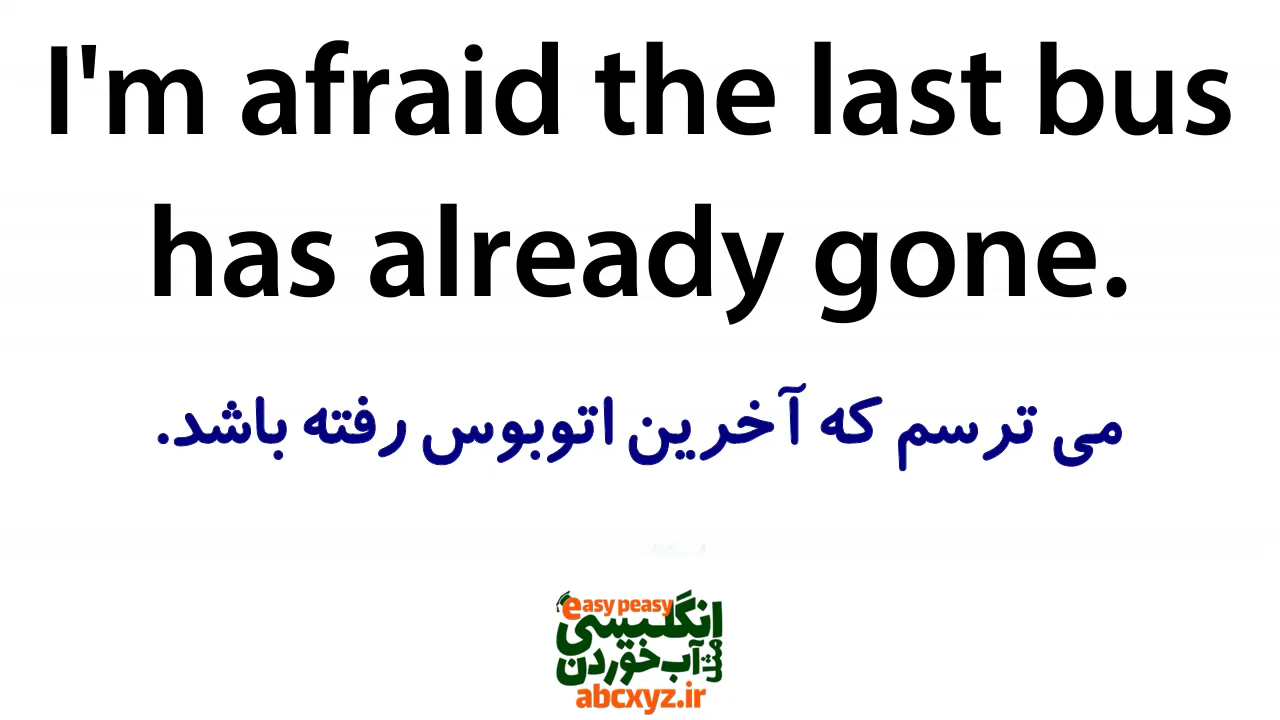 I'm afraid the last bus
has already gone.
می ترسم که آخرین اتوبوس رفته باشد.
easy peasy
انگلیسی
مثل
آب خوردن
abcxyz.ir